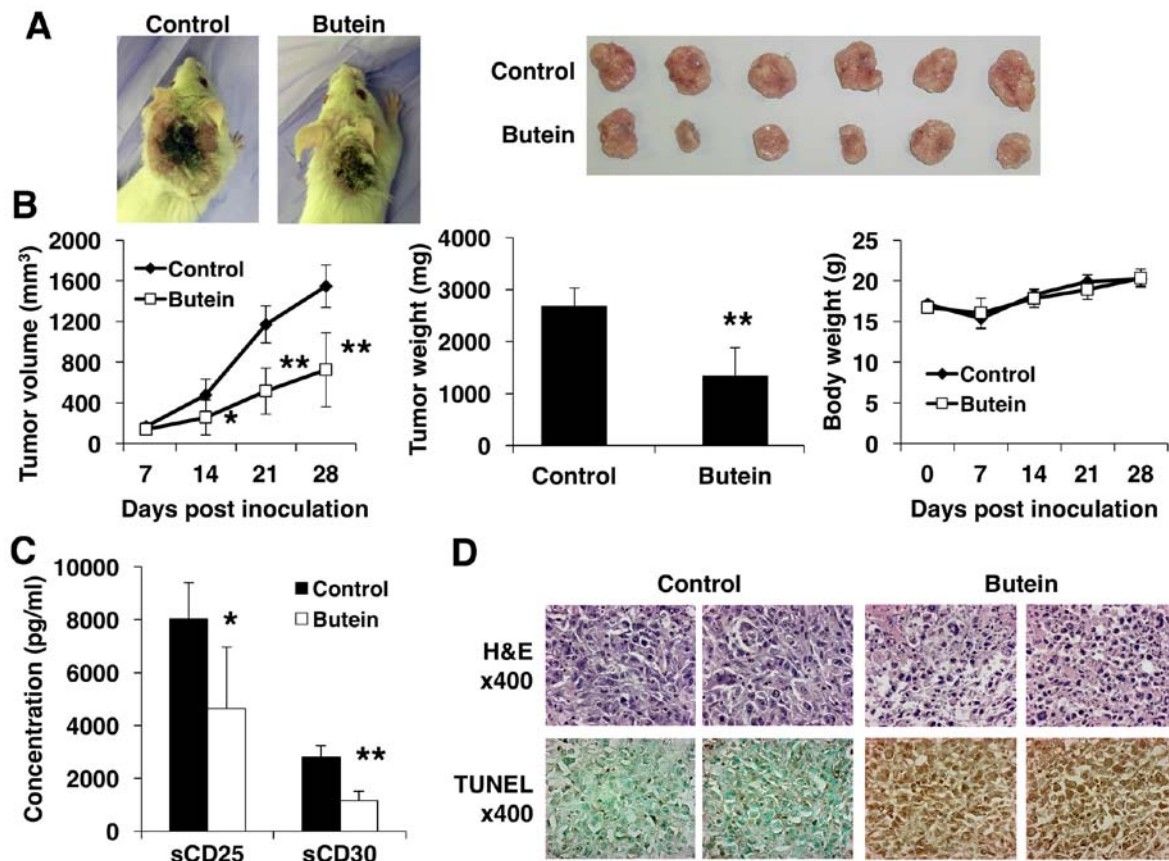 A
Control Butein
Control
Butein
B
Tumor volume (mm³)
2000
1600
1200
800
400
0
Control
Butein
*
**
**
7 14 21 28
Days post inoculation
Tumor weight (mg)
4000
3000
2000
1000
0
**
Control Butein
Body weight (g)
25
20
15
10
5
0
Control
Butein
0 7 14 21 28
Days post inoculation
C
Concentration (pg/ml)
10000
8000
6000
4000
2000
0
Control
Butein
*
**
sCD25 sCD30
D
Control Butein
H&E
x400
TUNEL
x400